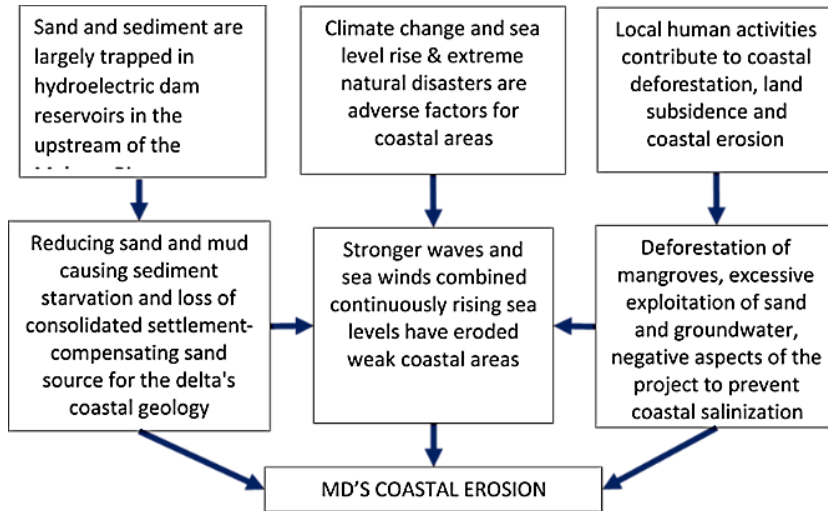 Sand and sediment are
largely trapped in
hydroelectric dam
reservoirs in the
upstream of the
Climate change and sea
level rise & extreme
natural disasters are
adverse factors for
coastal areas
Local human activities
contribute to coastal
deforestation, land
subsidence and
coastal erosion
Reducing sand and mud
causing sediment
starvation and loss of
consolidated settlement-
compensating sand
source for the delta's
coastal geology
Stronger waves and
sea winds combined
continuously rising sea
levels have eroded
weak coastal areas
Deforestation of
mangroves, excessive
exploitation of sand
and groundwater,
negative aspects of the
project to prevent
coastal salinization
MD'S COASTAL EROSION